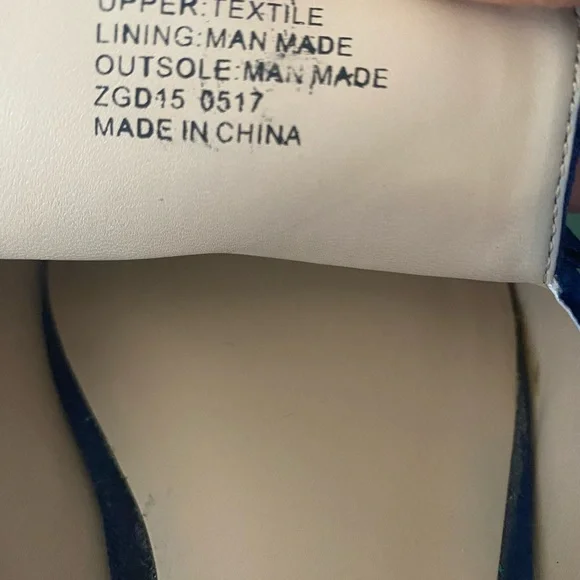 UPPER:TEXTILE
LINING:MAN MADE
OUTSOLE:MAN MADE
ZGD15 0517
MADE IN CHINA